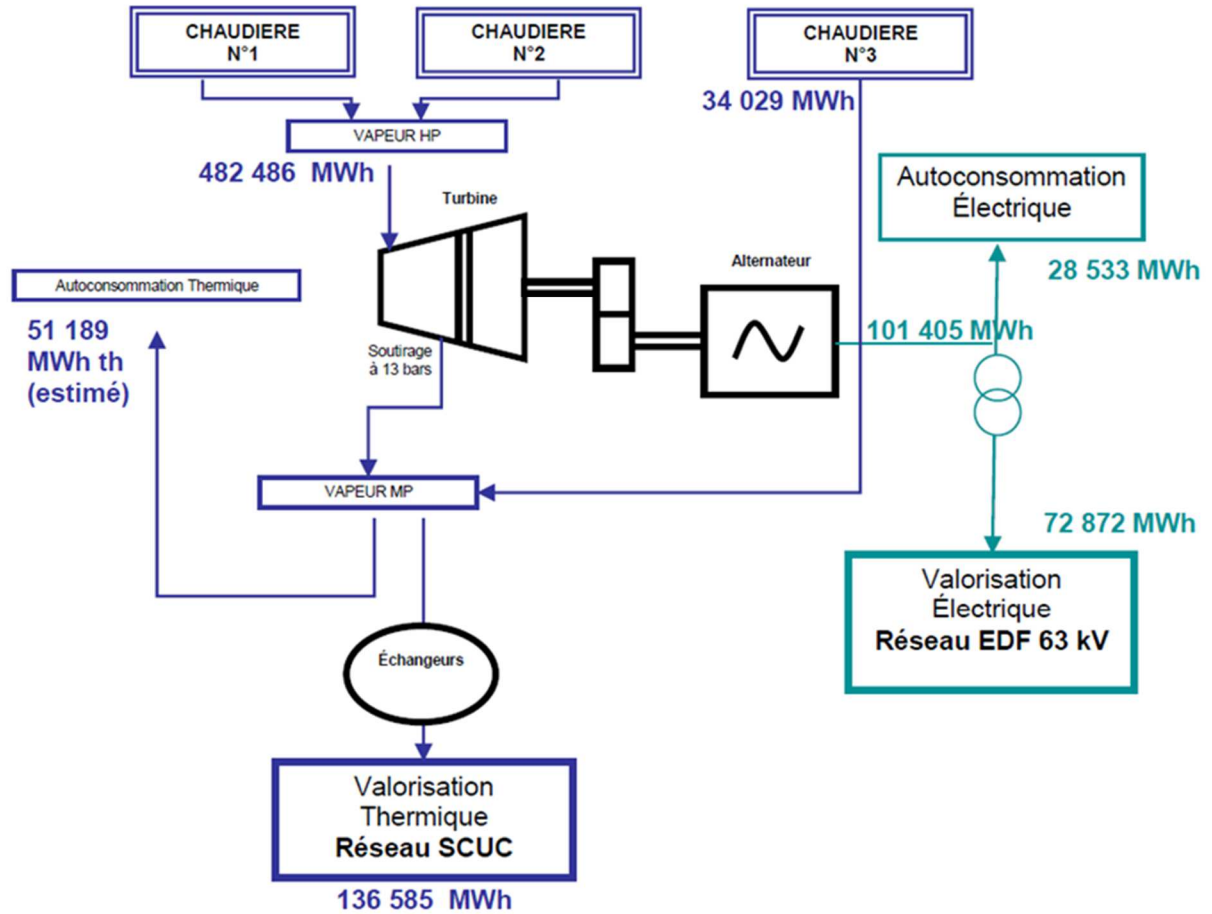 CHAUDIERE
N°1
CHAUDIERE
N°2
CHAUDIERE
N°3
34 029 MWh
VAPEUR HP
482 486 MWh
Turbine
Autoconsommation
Électrique
28 533 MWh
Autoconsommation Thermique
51 189
MWh th
(estimé)
Alternateur
101 405 MWh
Soutirage
à 13 bars
VAPEUR MP
72 872 MWh
Valorisation
Électrique
Réseau EDF 63 kV
Échangeurs
Valorisation
Thermique
Réseau SCUC
136 585 MWh